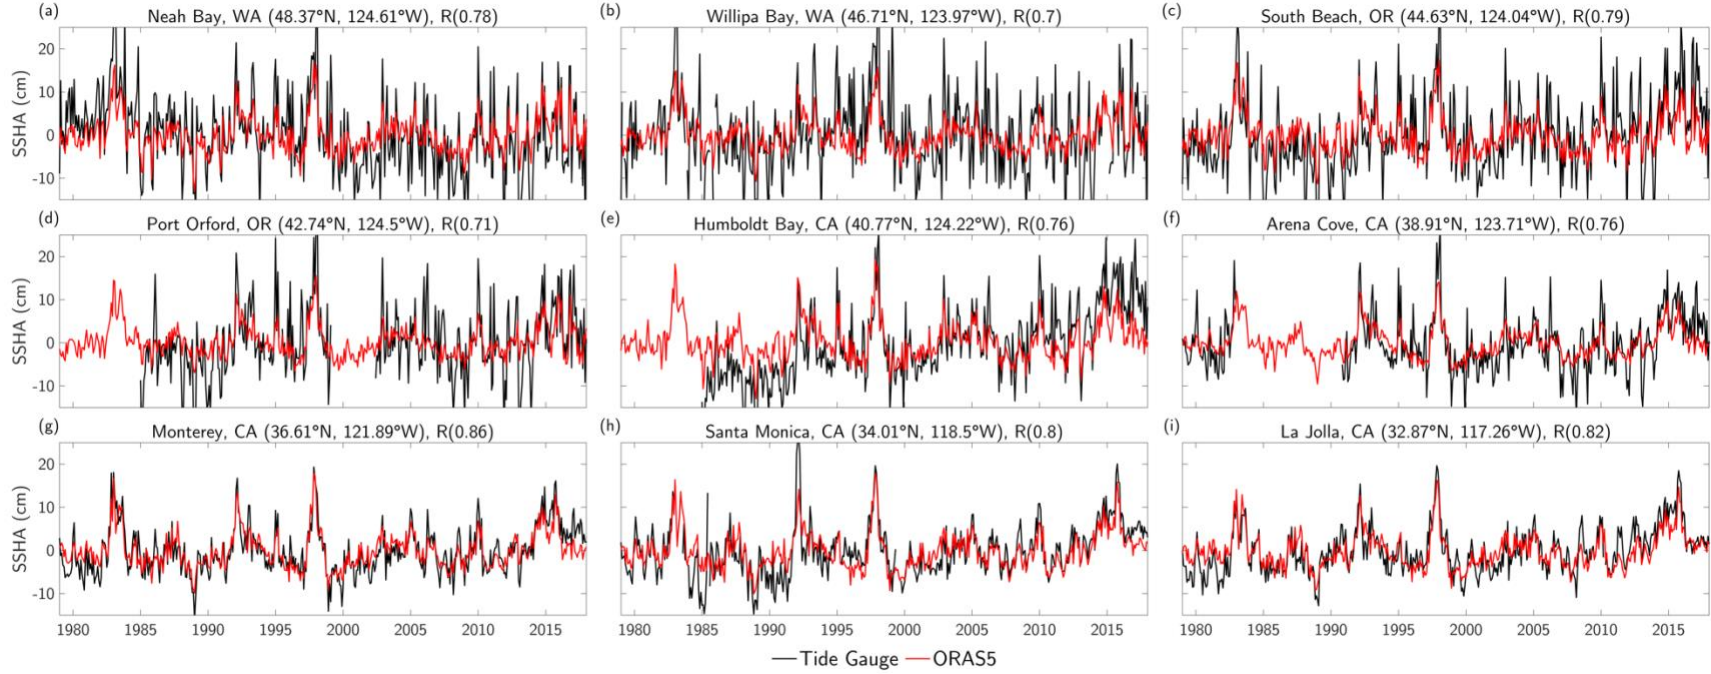 (a) Neah Bay, WA (48.37°N, 124.61°W), R(0.78)
(b) Willipa Bay, WA (46.71°N, 123.97°W), R(0.7)
(c) South Beach, OR (44.63°N, 124.04°W), R(0.79)
SSHA (cm)
20
10
0
-10
(d) Port Orford, OR (42.74°N, 124.5°W), R(0.71)
(e) Humboldt Bay, CA (40.77°N, 124.22°W), R(0.76)
(f) Arena Cove, CA (38.91°N, 123.71°W), R(0.76)
SSHA (cm)
20
10
0
-10
(g) Monterey, CA (36.61°N, 121.89°W), R(0.86)
(h) Santa Monica, CA (34.01°N, 118.5°W), R(0.8)
(i) La Jolla, CA (32.87°N, 117.26°W), R(0.82)
SSHA (cm)
20
10
0
-10
1980 1985 1990 1995 2000 2005 2010 2015
1980 1985 1990 1995 2000 2005 2010 2015
1980 1985 1990 1995 2000 2005 2010 2015
Tide Gauge ORAS5